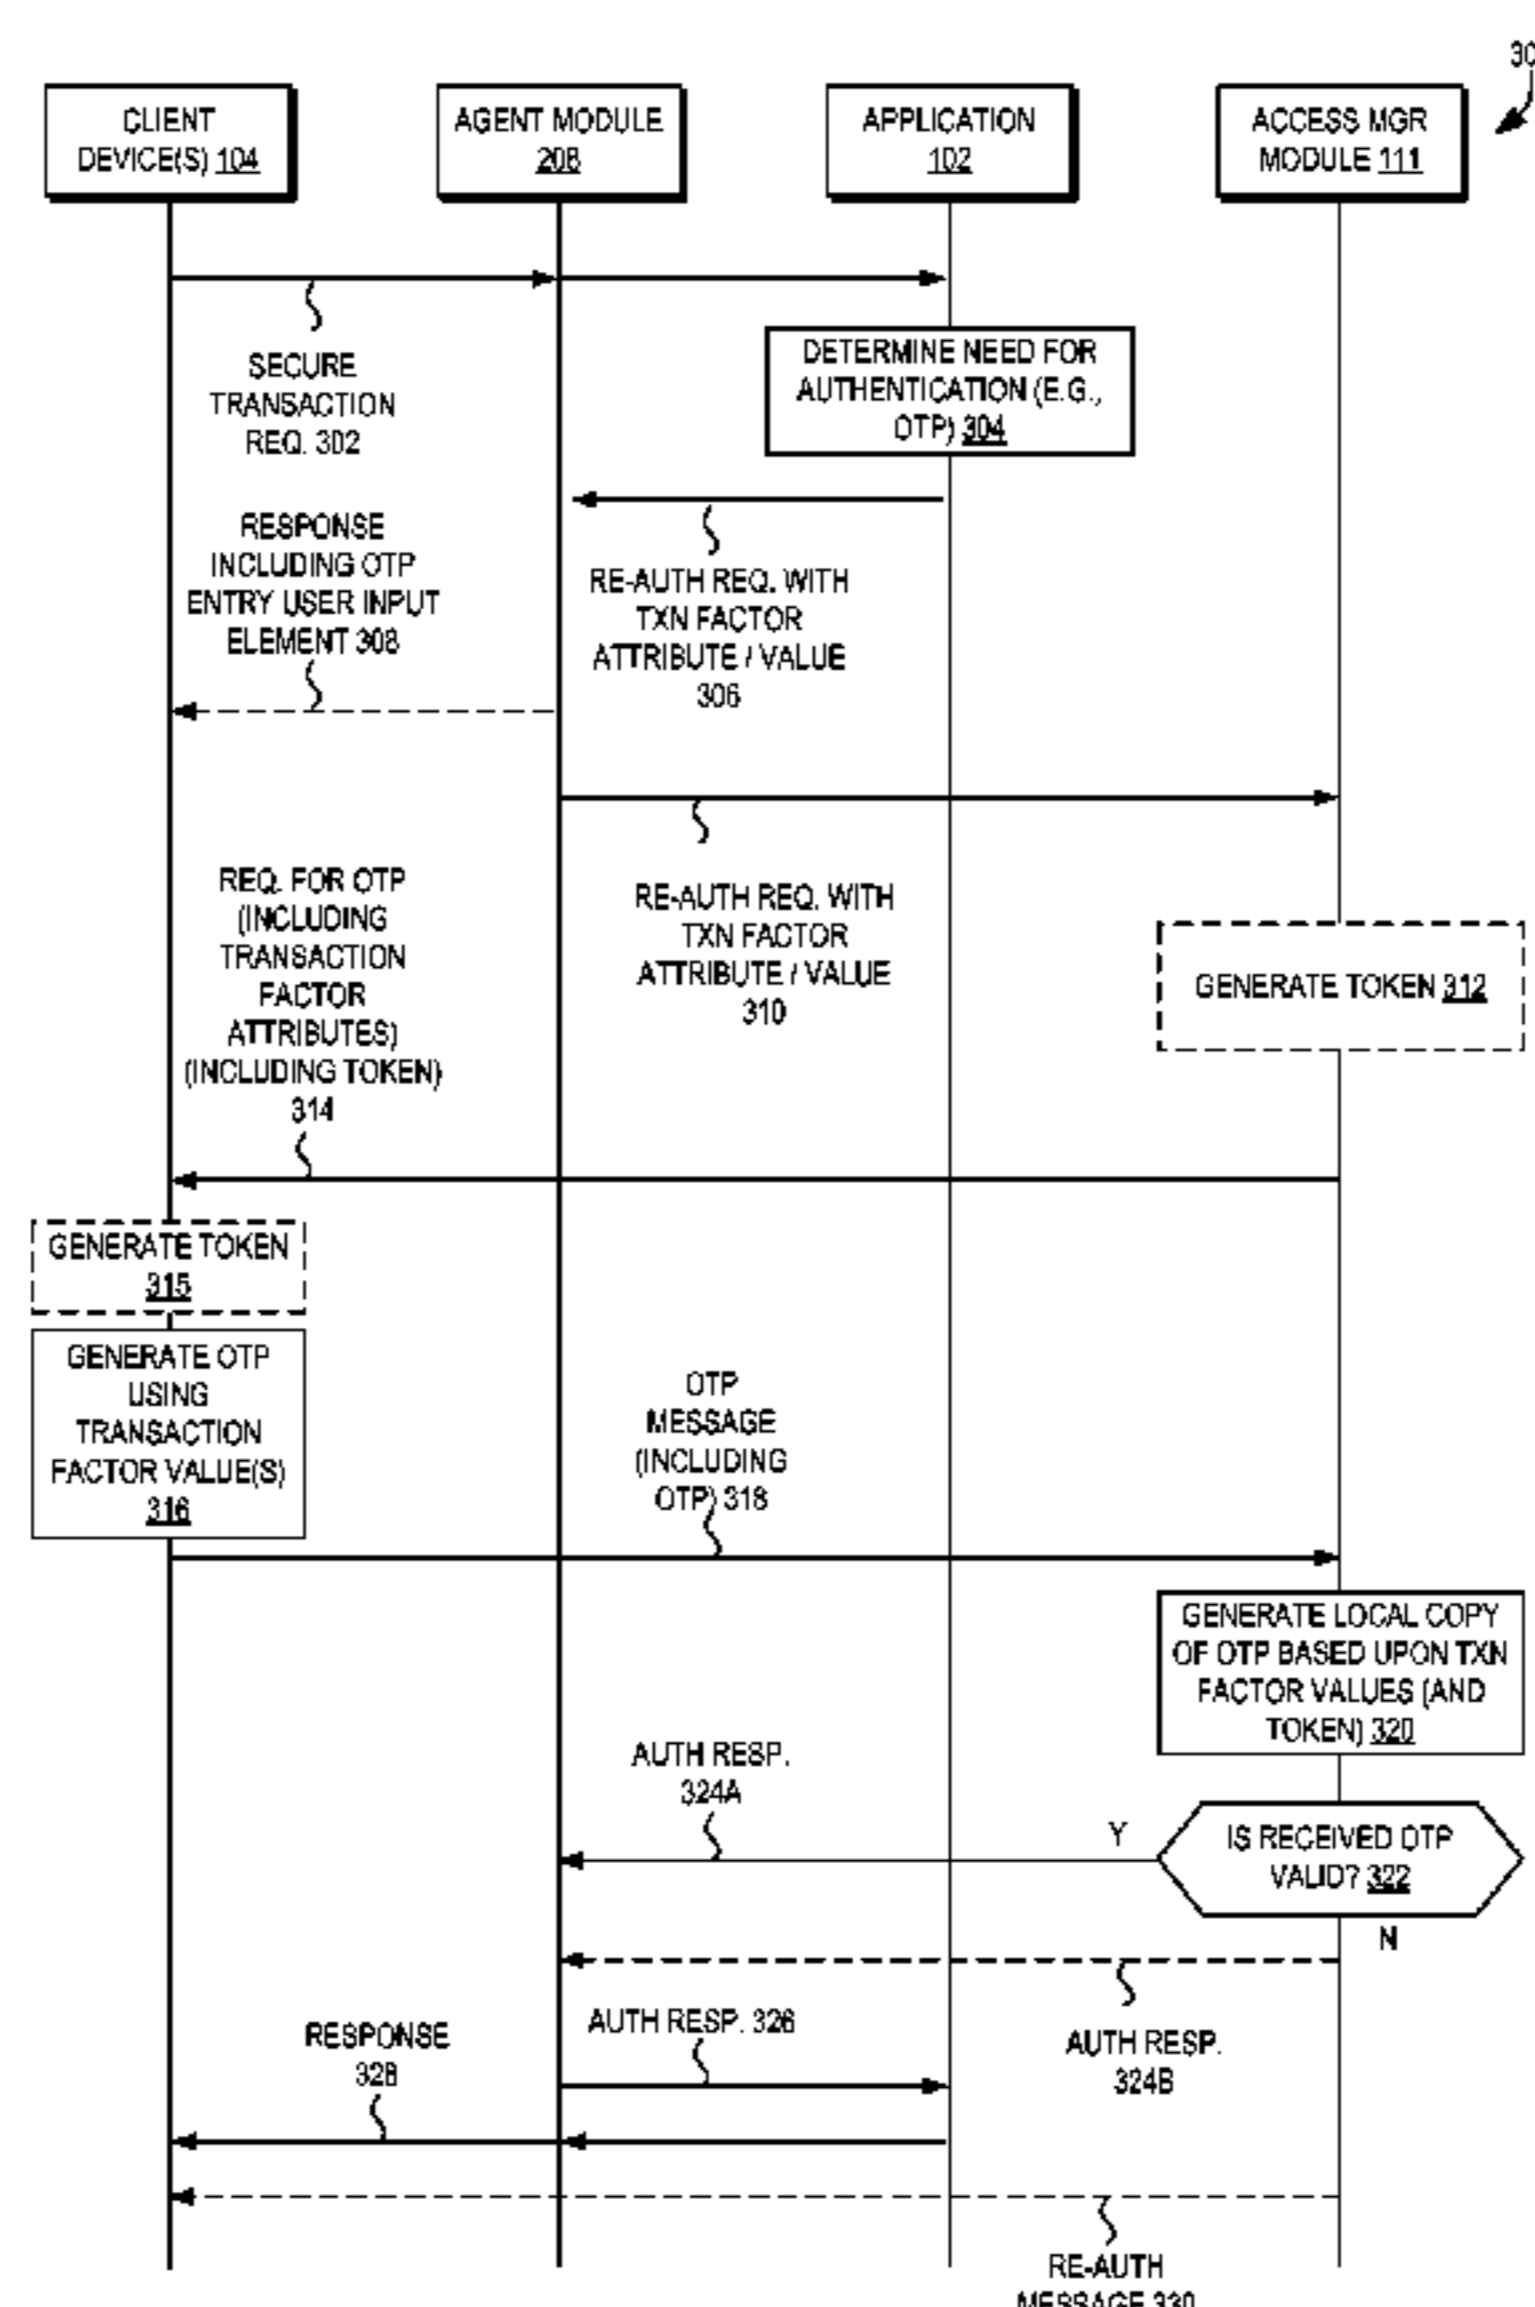 30
CLIENT
DEVICE(S) 104
AGENT MODULE
208
APPLICATION
102
ACCESS MGR
MODULE 111
SECURE
TRANSACTION
REQ. 302
DETERMINE NEED FOR
AUTHENTICATION (E.G.,
OTP) 304
RESPONSE
INCLUDING OTP
ENTRY USER INPUT
ELEMENT 308
RE-AUTH REQ. WITH
TXN FACTOR
ATTRIBUTE / VALUE
306
REQ. FOR OTP
(INCLUDING
TRANSACTION
FACTOR
ATTRIBUTES)
(INCLUDING TOKEN)
314
RE-AUTH REQ. WITH
TXN FACTOR
ATTRIBUTE / VALUE
310
GENERATE TOKEN 312
GENERATE TOKEN
315
GENERATE OTP
USING
TRANSACTION
FACTOR VALUE(S)
316
OTP
MESSAGE
(INCLUDING
OTP) 318
GENERATE LOCAL COPY
OF OTP BASED UPON TXN
FACTOR VALUES (AND
TOKEN) 320
AUTH RESP.
324A
Y
IS RECEIVED OTP
VALID? 322
N
AUTH RESP. 326
RESPONSE
328
AUTH RESP.
324B
RE-AUTH
MESSAGE 330